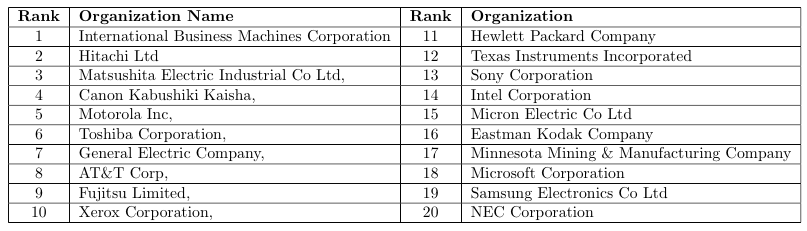 Rank Organization Name Rank Organization
1 International Business Machines Corporation 11 Hewlett Packard Company
2 Hitachi Ltd 12 Texas Instruments Incorporated
3 Matsushita Electric Industrial Co Ltd, 13 Sony Corporation
4 Canon Kabushiki Kaisha, 14 Intel Corporation
5 Motorola Inc, 15 Micron Electric Co Ltd
6 Toshiba Corporation, 16 Eastman Kodak Company
7 General Electric Company, 17 Minnesota Mining & Manufacturing Company
8 AT&T Corp, 18 Microsoft Corporation
9 Fujitsu Limited, 19 Samsung Electronics Co Ltd
10 Xerox Corporation, 20 NEC Corporation